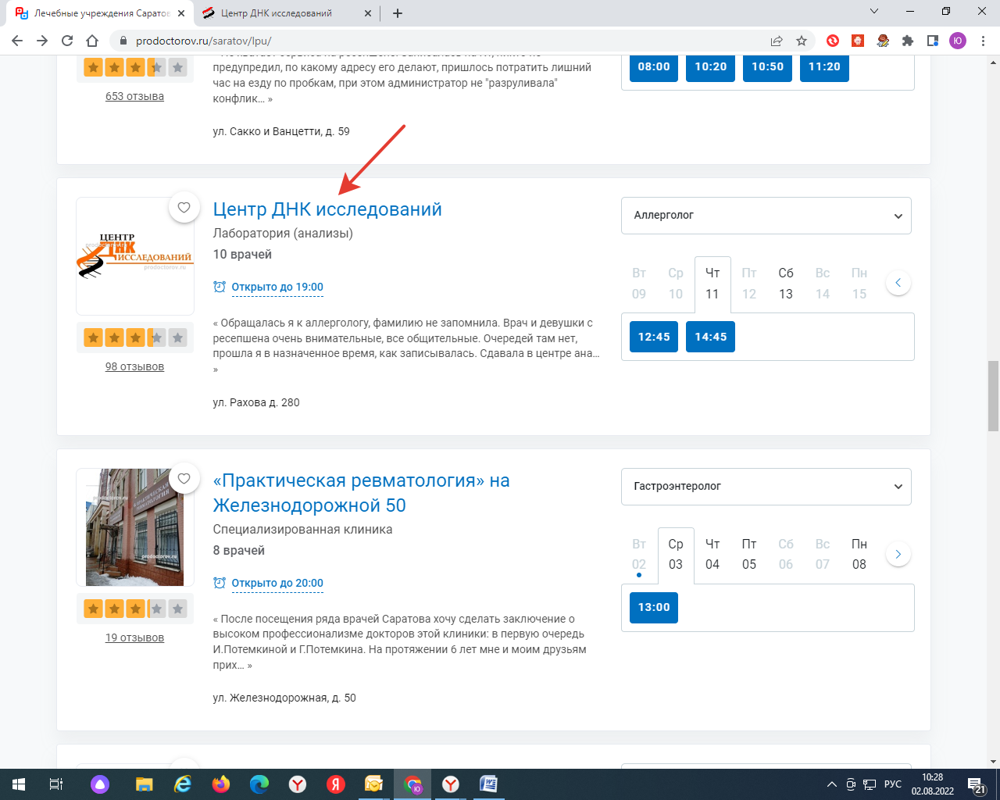 Лечебные учреждения Саратов
Центр ДНК исследований
prodoctorov.ru/saratov/lpu/
Ю
предупредил, по какому адресу его делают, пришлось потратить лишний
час на езду по пробкам, при этом администратор не "разруливала"
конфлик... »
653 отзыва
ул. Сакко и Ванцетти, д. 59
08:00 10:20 10:50 11:20
ЦЕНТР
ДНК
ИССЛЕДОВАНИЙ
prodoctorov.ru
prodoctorov.ru
98 отзывов
Центр ДНК исследований
Лаборатория (анализы)
10 врачей
Открыто до 19:00
« Обращалась я к аллергологу, фамилию не запомнила. Врач и девушки с
ресепшена очень внимательные, все общительные. Очередей там нет,
прошла я в назначенное время, как записывалась. Сдавала в центре ана...
»
ул. Рахова д. 280
Аллерголог
Вт Ср Чт Пт Сб Вс Пн
09 10 11 12 13 14 15
12:45 14:45
prodoctorov.ru
ПРАКТИЧЕСКАЯ
РЕВМАТОЛОГИЯ
prodoctorov.ru
19 отзывов
«Практическая ревматология» на
Железнодорожной 50
Специализированная клиника
8 врачей
Открыто до 20:00
« После посещения ряда врачей Саратова хочу сделать заключение о
высоком профессионализме докторов этой клиники: в первую очередь
И.Потемкиной и Г.Потемкина. На протяжении 6 лет мне и моим друзьям
прих... »
ул. Железнодорожная, д. 50
Гастроэнтеролог
Вт Ср Чт Пт Сб Вс Пн
02 03 04 05 06 07 08
13:00
РУС
10:28
02.08.2022
21